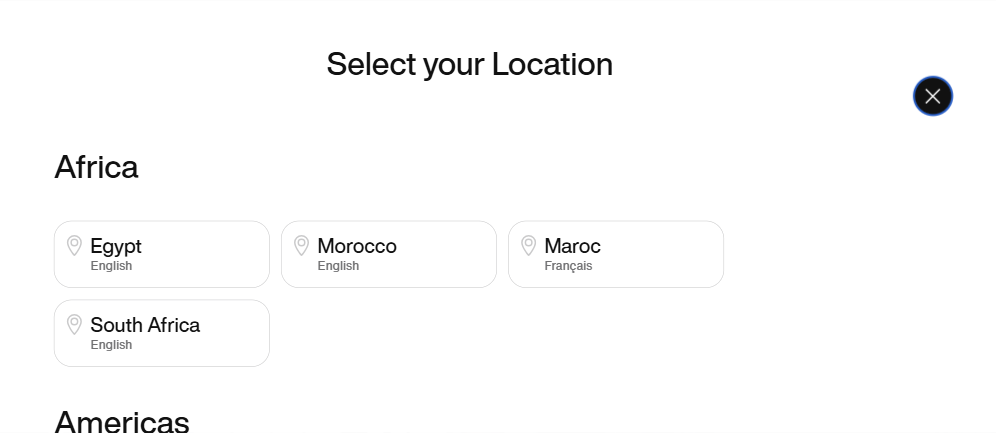 Select your Location
Africa
Egypt
English
Morocco
English
Maroc
Français
South Africa
English
Americas